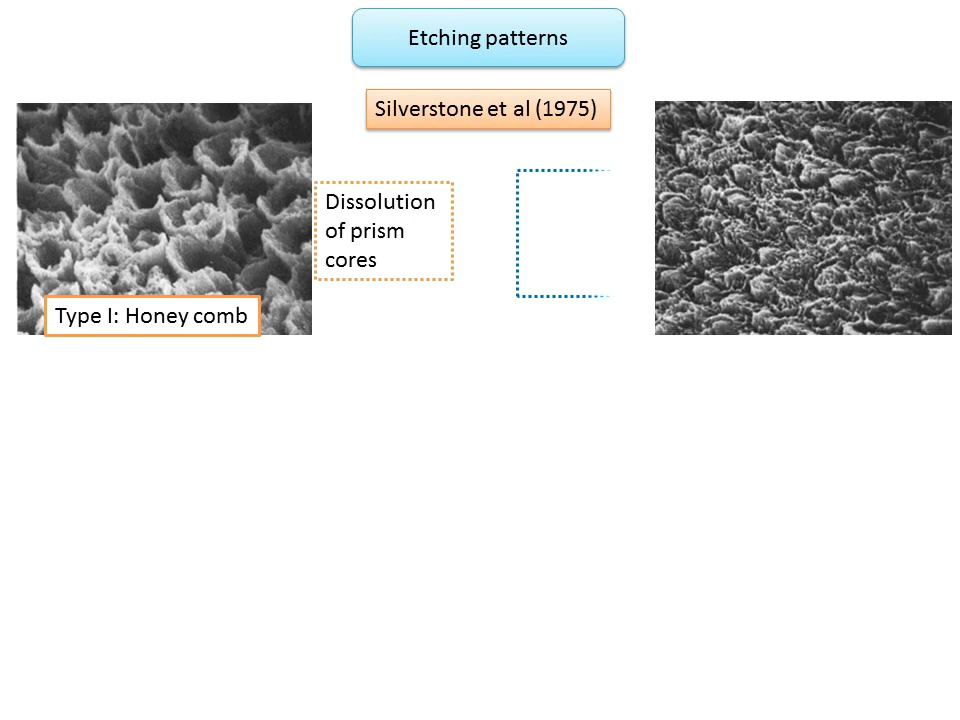 Etching patterns
Silverstone et al (1975)
Dissolution
of prism
cores
Type I: Honey comb